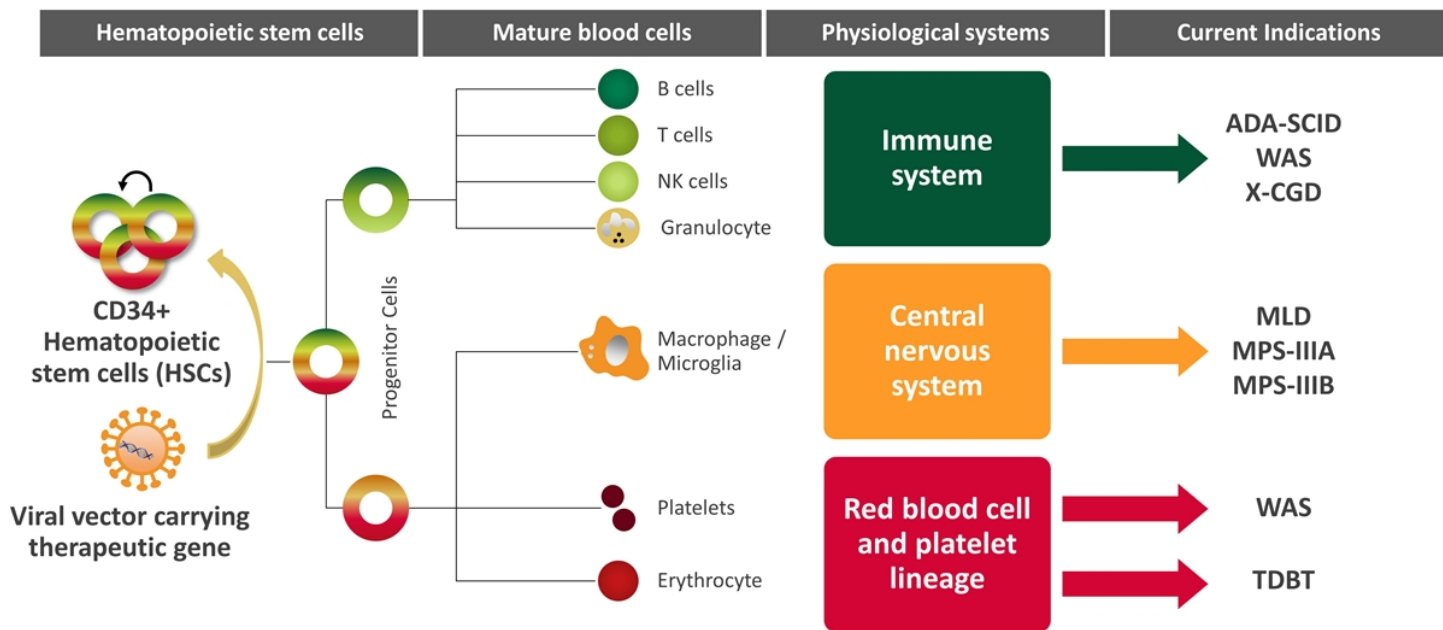 Hematopoietic stem cells
Mature blood cells
Physiological systems
Current Indications
CD34+
Hematopoietic
stem cells (HSCs)
Viral vector carrying
therapeutic gene
Progenitor Cells
B cells
T cells
NK cells
Granulocyte
Macrophage /
Microglia
Platelets
Erythrocyte
Immune
system
Central
nervous
system
Red blood cell
and platelet
lineage
ADA-SCID
WAS
X-CGD
MLD
MPS-IIIA
MPS-IIIB
WAS
TDBT